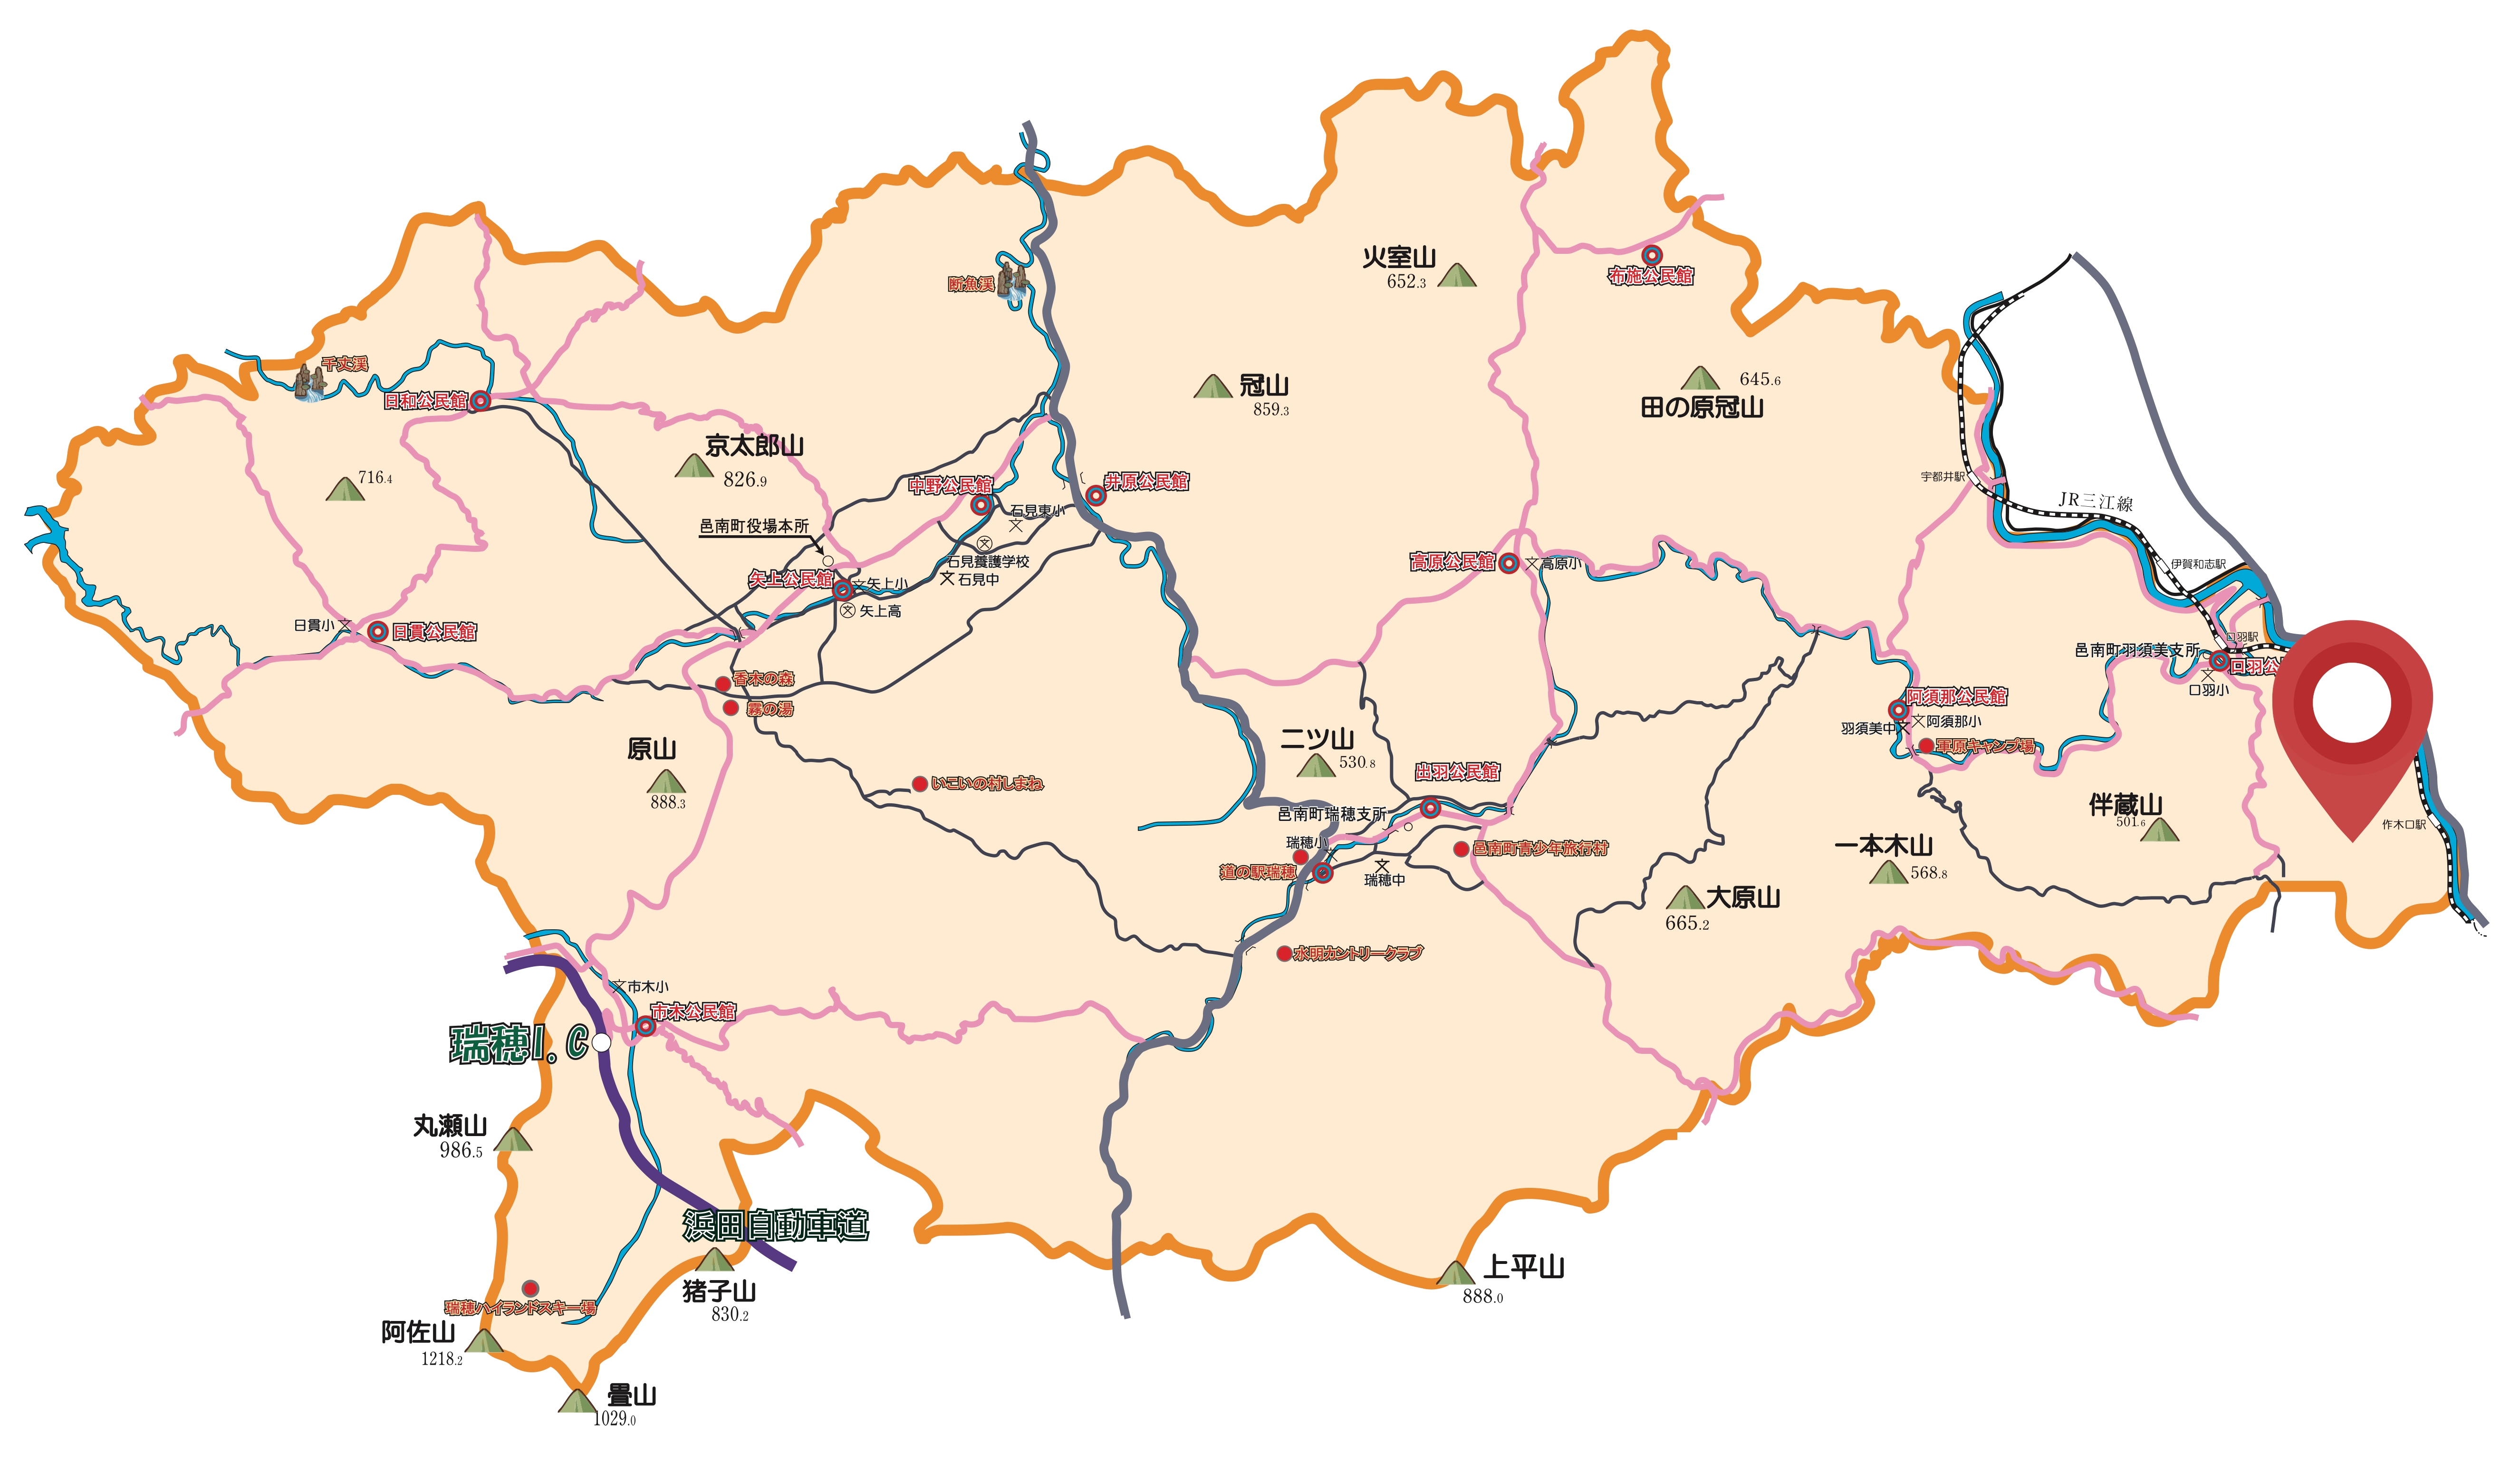 火室山
652.3
布施公民館
断魚渓
千丈渓
日和公民館
冠山
859.3
645.6
田の原冠山
京太郎山
826.9
716.4
中野公民館
井原公民館
石見東小
宇都井駅
JR三江線
邑南町役場本所
石見養護学校
石見中
高原公民館
高原小
伊賀和志駅
矢上公民館
矢上小
矢上高
日貫小
日貫公民館
口羽駅
邑南町羽須美支所
口羽公
口羽小
香木の森
霧の湯
阿須那公民館
阿須那小
羽須美中
軍原キャンプ場
原山
888.3
二ツ山
530.8
出羽公民館
いこいの村しまね
邑南町瑞穂支所
伴蔵山
501.6
作木口駅
瑞穂小
道の駅瑞穂
瑞穂中
邑南町青少年旅行村
一本木山
568.8
大原山
665.2
水明カントリークラブ
市木小
市木公民館
瑞穂I.C
丸瀬山
986.5
浜田自動車道
猪子山
830.2
上平山
888.0
瑞穂ハイランドスキー場
阿佐山
1218.2
畳山
1029.0